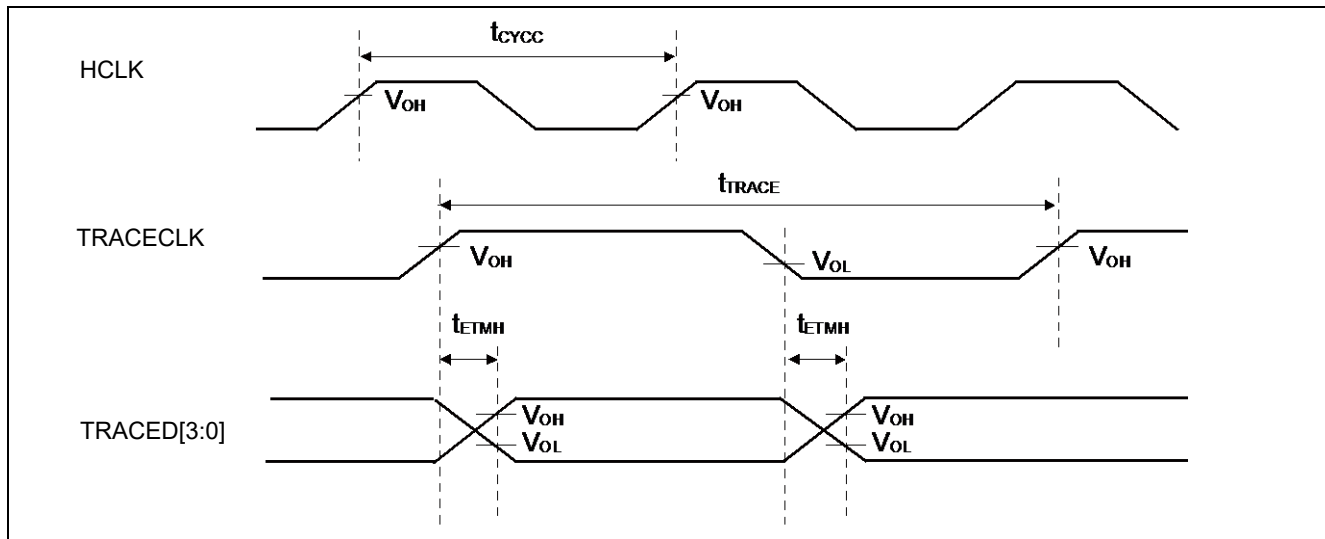 tCYCC
HCLK
VOH VOH
tTRACE
TRACECLK
VOH VOL VOH
tETMH tETMH
TRACED[3:0]
VOH VOH
VOL VOL